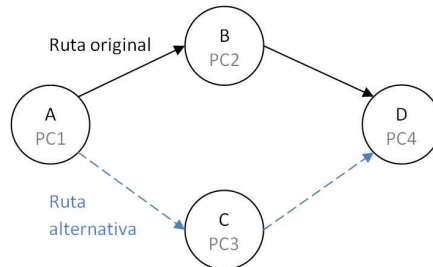 Ruta original
B
PC2
A
PC1
D
PC4
Ruta
alternativa
C
PC3